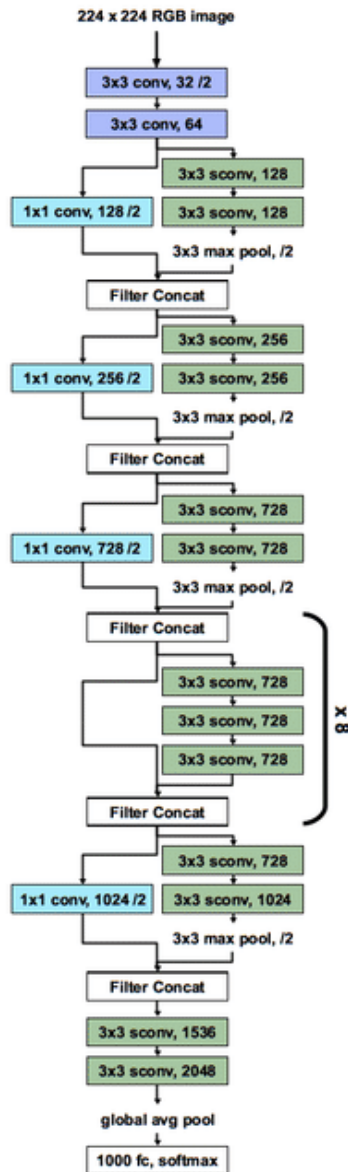 224 x 224 RGB image
3x3 conv, 32 /2
3x3 conv, 64
3x3 sconv, 128
1x1 conv, 128 /2
3x3 sconv, 128
3x3 max pool, /2
Filter Concat
3x3 sconv, 256
1x1 conv, 256 /2
3x3 sconv, 256
3x3 max pool, /2
Filter Concat
3x3 sconv, 728
1x1 conv, 728 /2
3x3 sconv, 728
3x3 max pool, /2
Filter Concat
3x3 sconv, 728
3x3 sconv, 728
3x3 sconv, 728
x 8
Filter Concat
3x3 sconv, 728
1x1 conv, 1024 /2
3x3 sconv, 1024
3x3 max pool, /2
Filter Concat
3x3 sconv, 1536
3x3 sconv, 2048
global avg pool
1000 fc, softmax